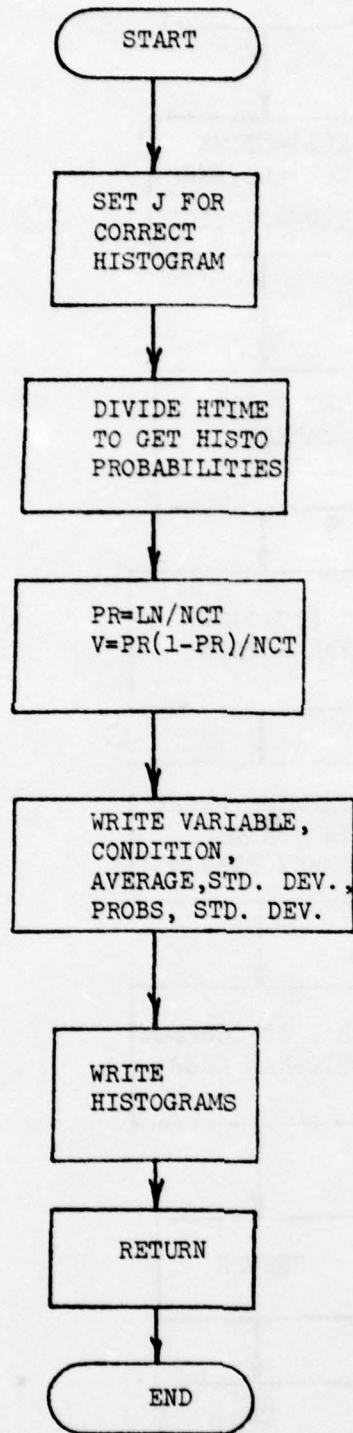 START
SET J FOR
CORRECT
HISTOGRAM
DIVIDE HTIME
TO GET HISTO
PROBABILITIES
PR=LN/NCT
V=PR(1-PR)/NCT
WRITE VARIABLE,
CONDITION,
AVERAGE,STD. DEV.,
PROBS, STD. DEV.
WRITE
HISTOGRAMS
RETURN
END